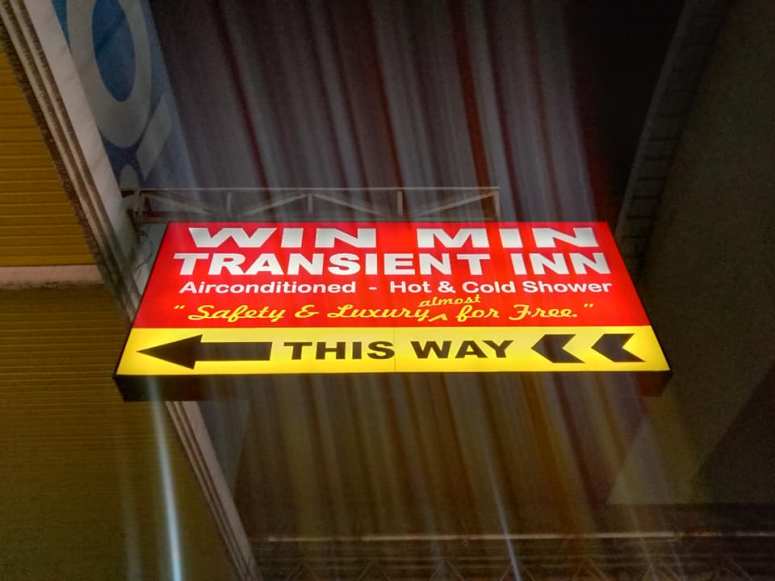 WIN MIN
TRANSIENT INN
Airconditioned - Hot & Cold Shower
"Safety & Luxury almost for Free."
THIS WAY